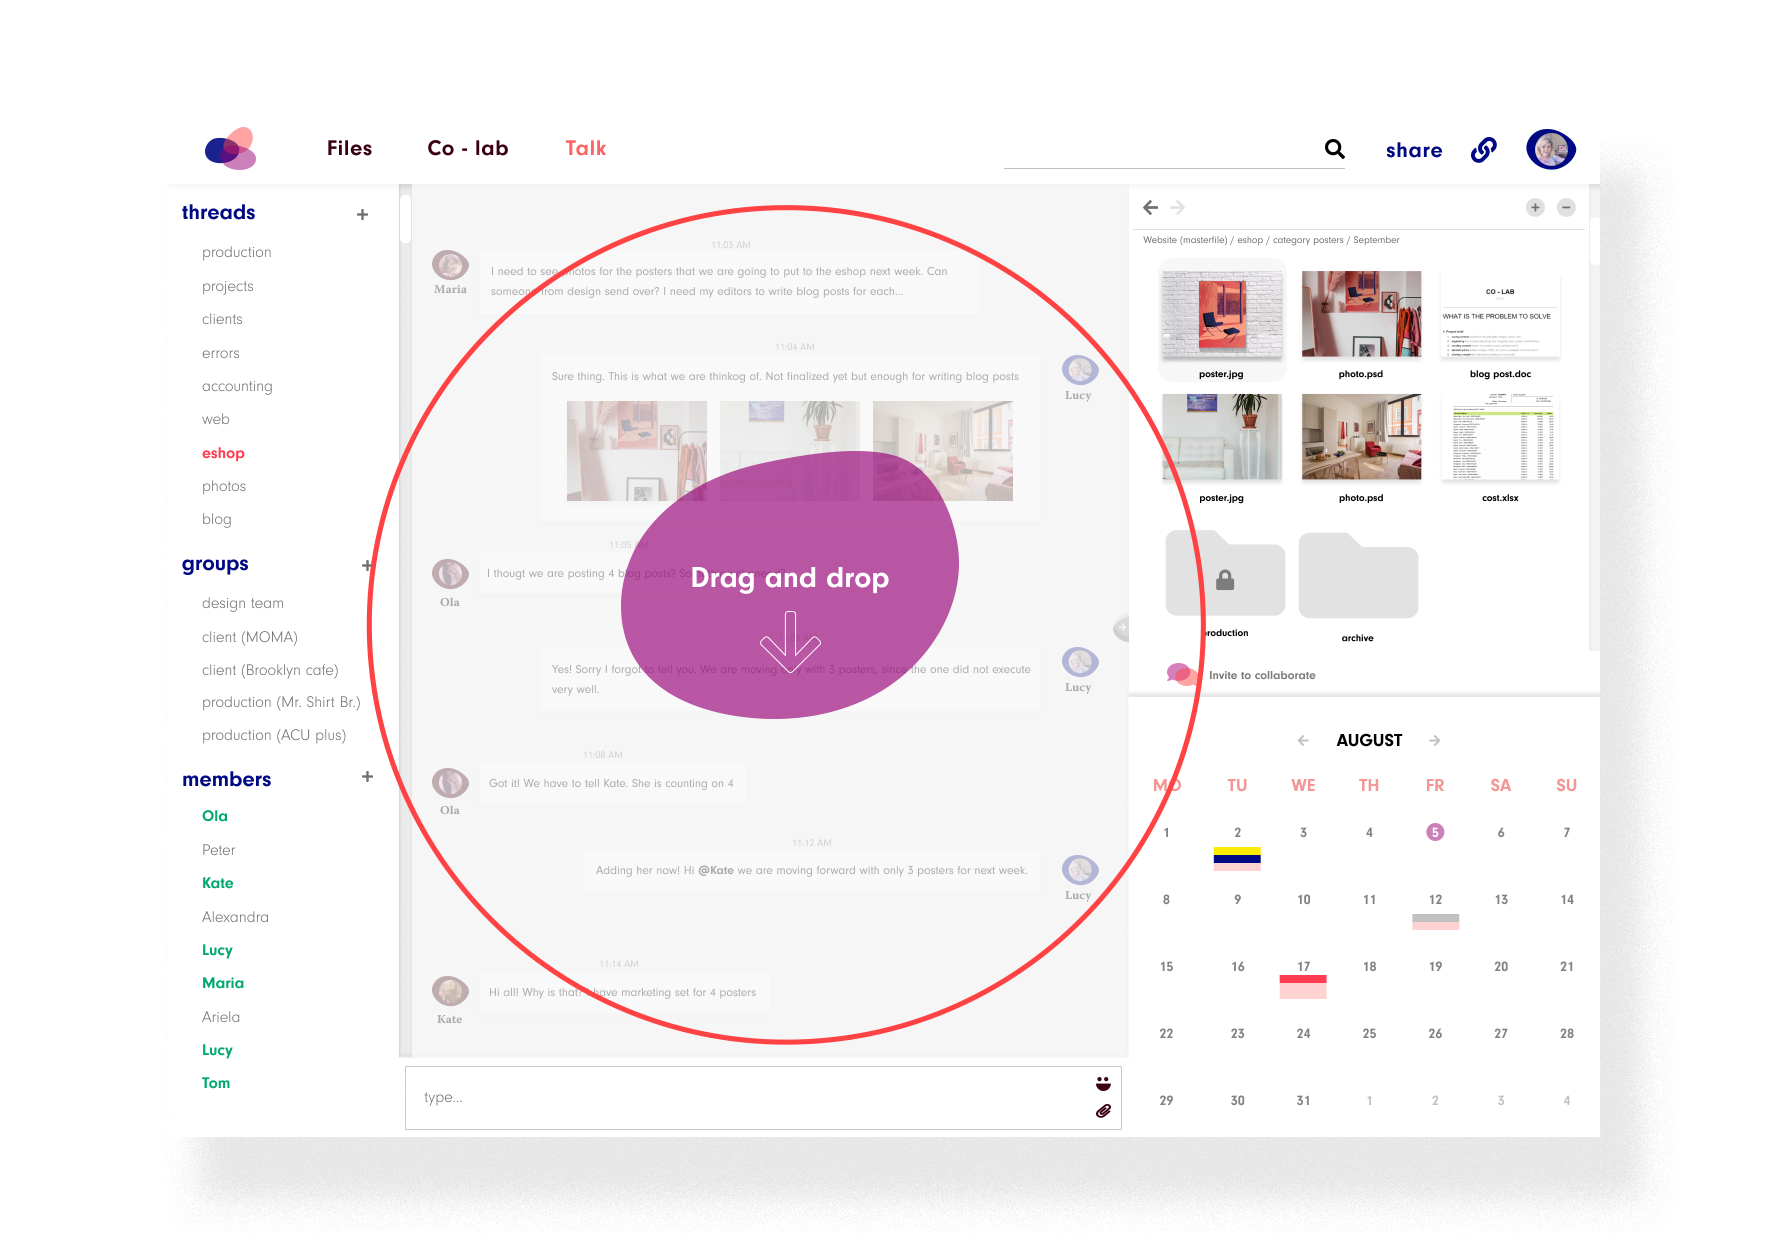 Files
Co - lab
Talk
share
threads
production
projects
clients
errors
accounting
web
eshop
photos
blog
groups
design team
client (MOMA)
client (Brooklyn cafe)
production (Mr. Shirt Br.)
production (ACU plus)
members
Ola
Peter
Kate
Alexandra
Lucy
Maria
Ariela
Lucy
Tom
11:03 AM
Maria
I need to see photos for the posters that we are going to put to the eshop next week. Can
someone from design send over? I need my editors to write blog posts for each...
11:04 AM
Sure thing. This is what we are thinkog of. Not finalized yet but enough for writing blog posts
Lucy
11:05 AM
I thougt we are posting 4 blog posts?
Ola
Drag and drop
Yes! Sorry I forgot to tell you. We are moving only with 3 posters, since the one did not execute
very well.
Lucy
11:08 AM
Got it! We have to tell Kate. She is counting on 4
Ola
11:12 AM
Adding her now! Hi @Kate we are moving forward with only 3 posters for next week.
Lucy
11:14 AM
Hi all! Why is that? I have marketing set for 4 posters
Kate
type...
Website (masterfile) / eshop / category posters / September
CO - LAB
WHAT IS THE PROBLEM TO SOLVE
poster.jpg
photo.psd
blog post.doc
poster.jpg
photo.psd
cost.xlsx
production
archive
Invite to collaborate
AUGUST
MO TU WE TH FR SA SU
1 2 3 4 5 6 7
8 9 10 11 12 13 14
15 16 17 18 19 20 21
22 23 24 25 26 27 28
29 30 31 1 2 3 4